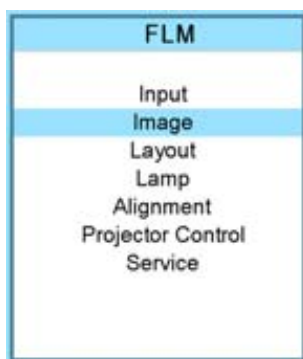 FLM
Input
Image
Layout
Lamp
Alignment
Projector Control
Service